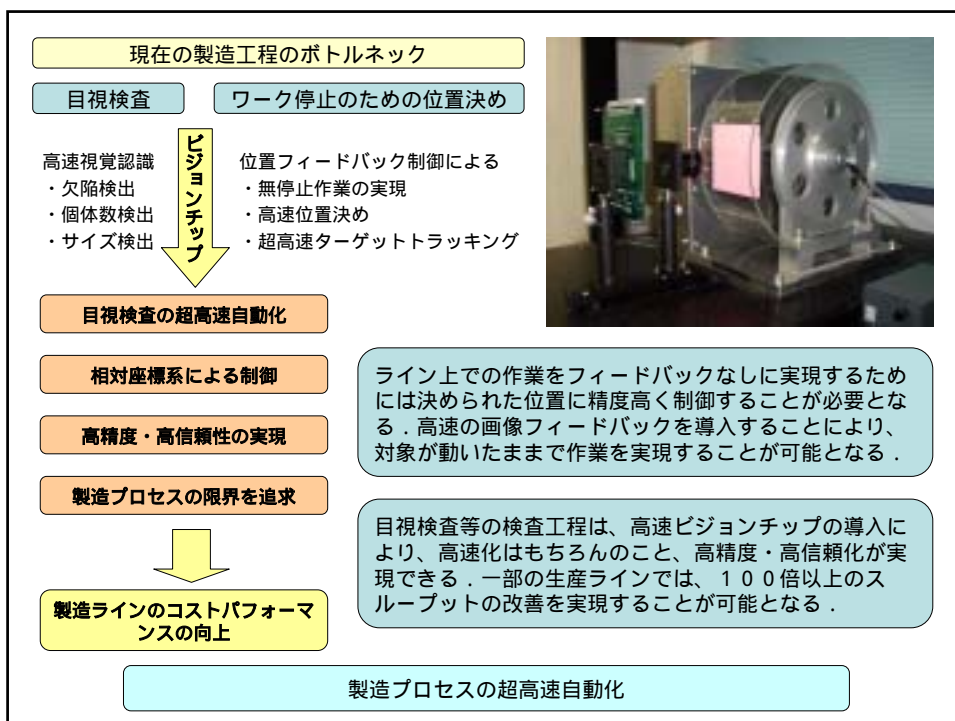 現在の製造工程のボトルネック
目視検査
ワーク停止のための位置決め
ビジョンチップ
高速視覚認識
・欠陥検出
・個体数検出
・サイズ検出
位置フィードバック制御による
・無停止作業の実現
・高速位置決め
・超高速ターゲットトラッキング
目視検査の超高速自動化
相対座標系による制御
高精度・高信頼性の実現
製造プロセスの限界を追求
製造ラインのコストパフォーマ
ンスの向上
ライン上での作業をフィードバックなしに実現するため
には決められた位置に精度高く制御することが必要とな
る．高速の画像フィードバックを導入することにより、
対象が動いたままで作業を実現することが可能となる．
目視検査等の検査工程は、高速ビジョンチップの導入に
より、高速化はもちろんのこと、高精度・高信頼化が実
現できる．一部の生産ラインでは、１００倍以上のス
ループットの改善を実現することが可能となる．
製造プロセスの超高速自動化